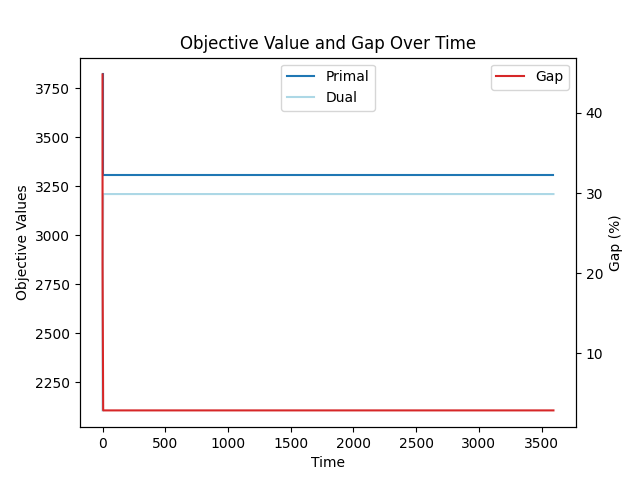 Objective Value and Gap Over Time
Primal
Dual
Gap
3750
3500
3250
3000
2750
2500
2250
Objective Values
40
30
20
10
Gap (%)
0
500
1000
1500
2000
2500
3000
3500
Time